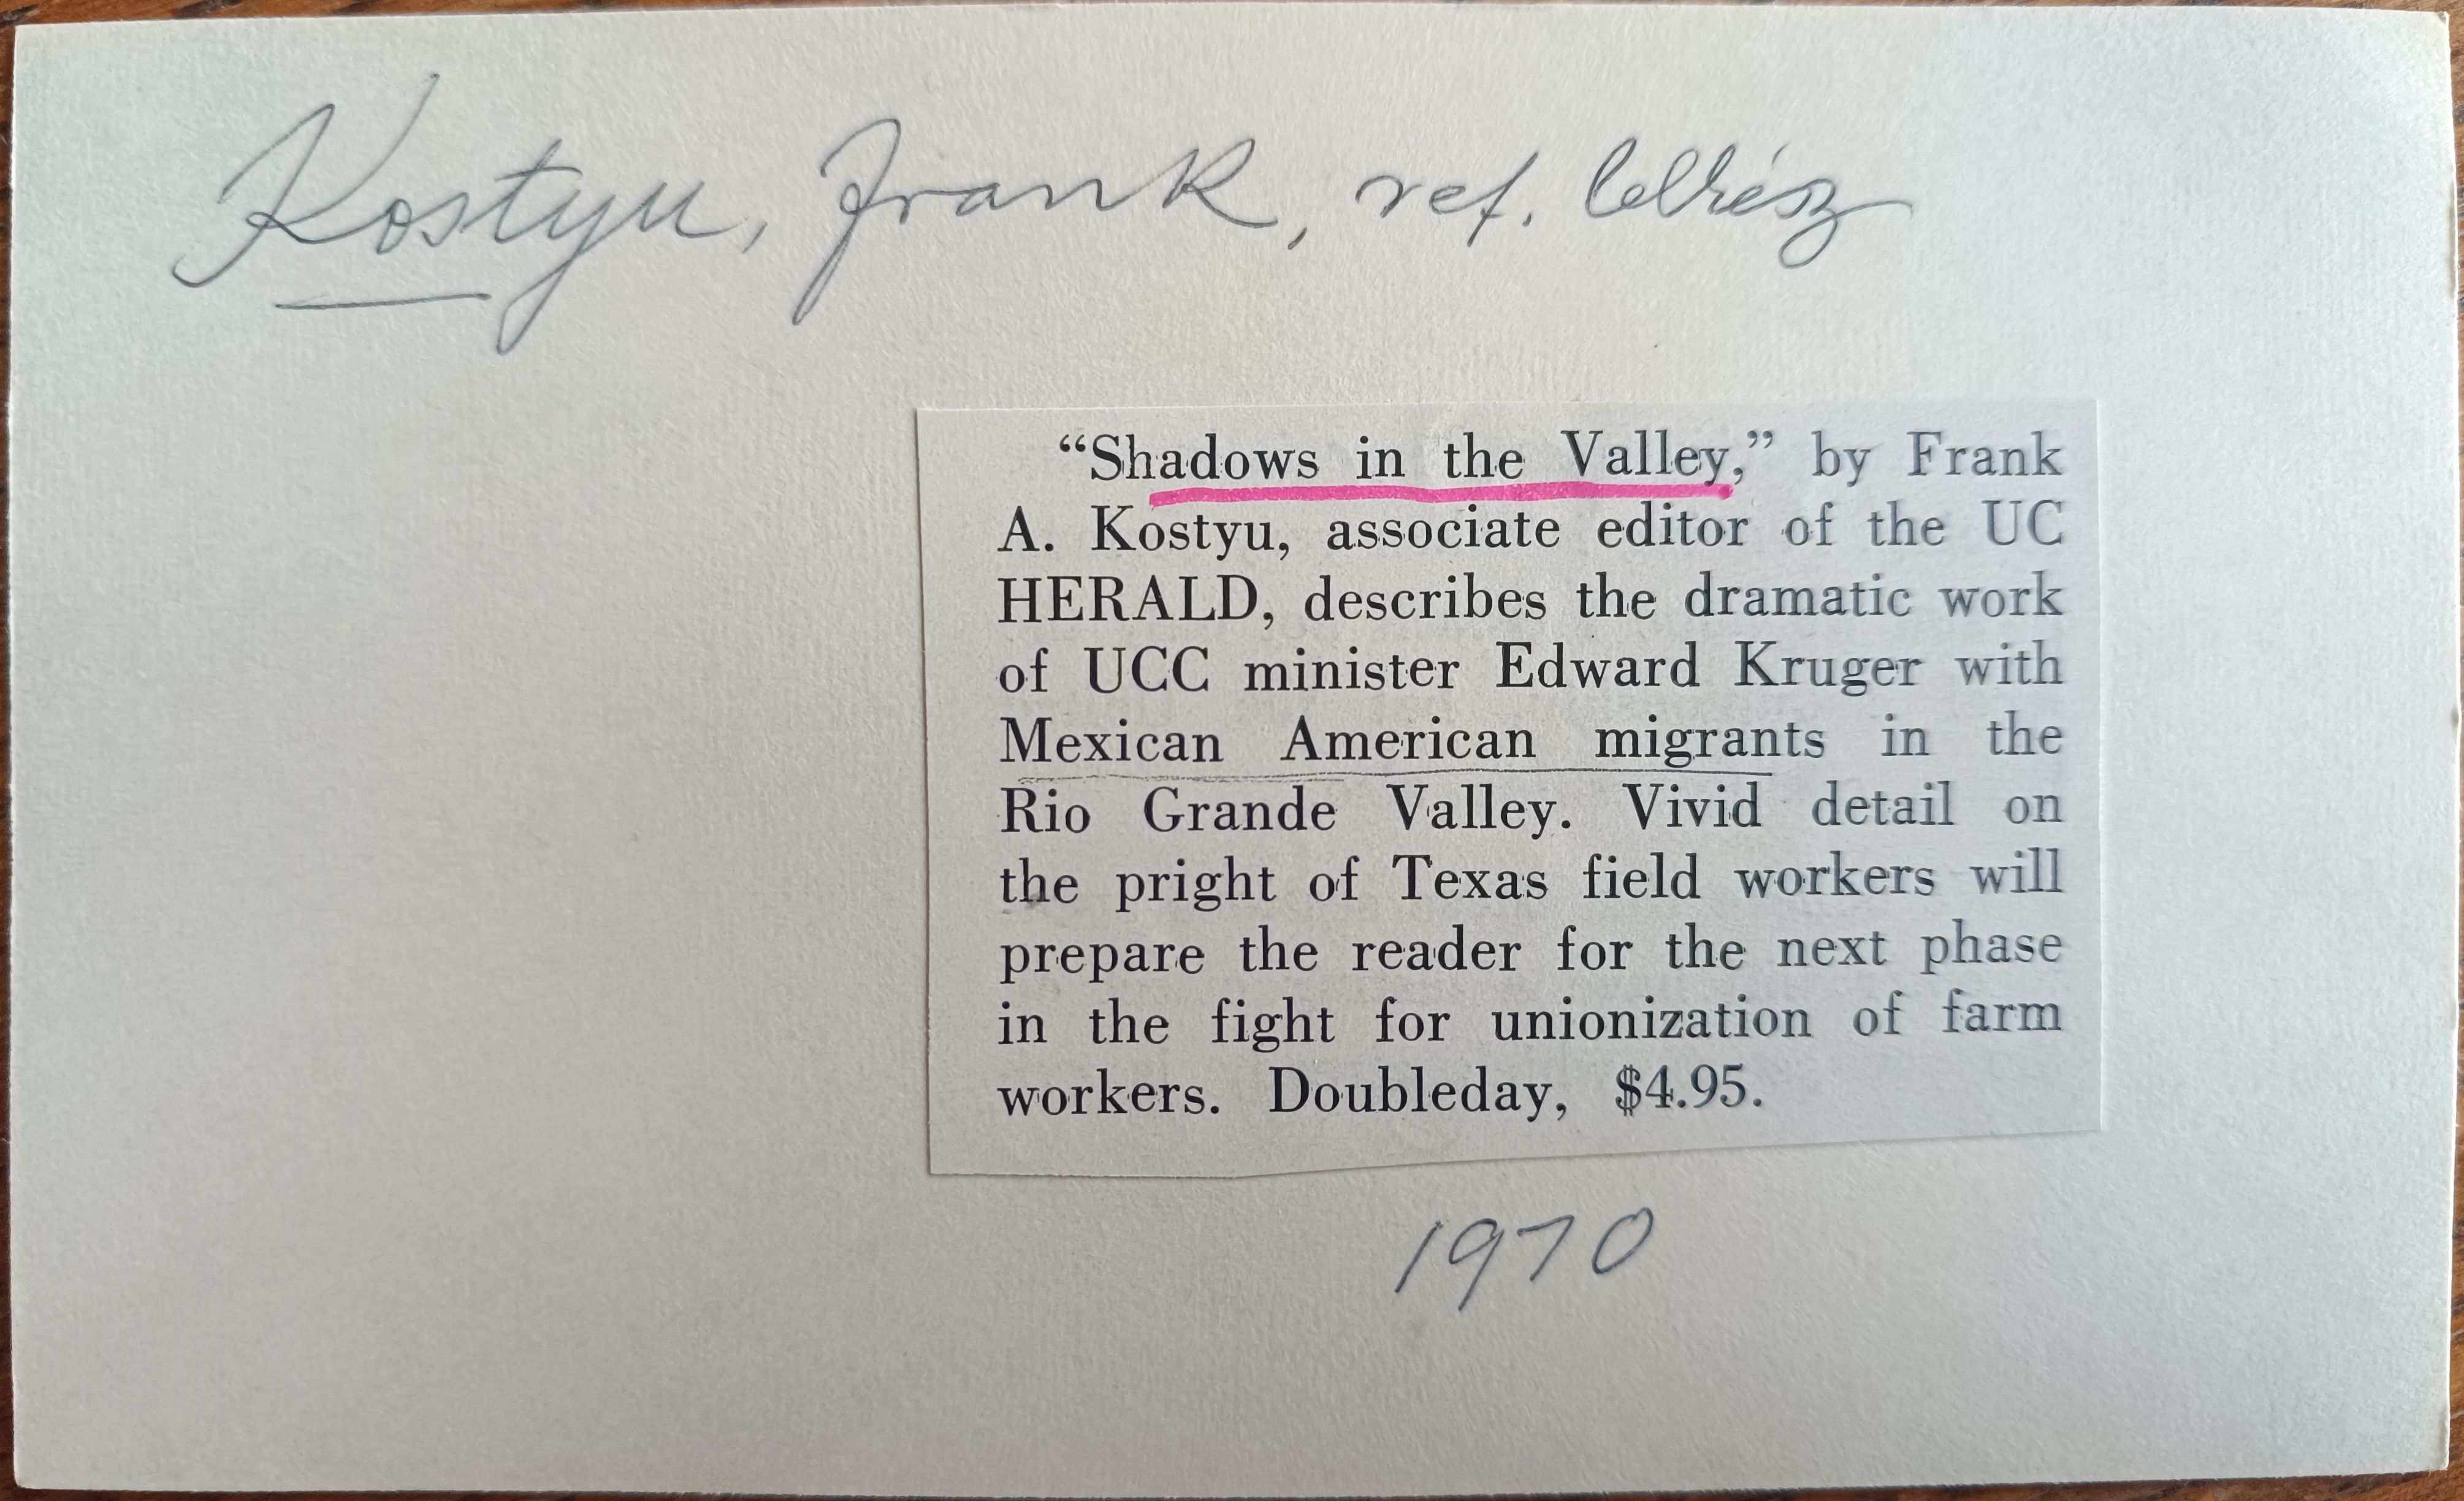 Kostyu, Frank, ref. lelkész
“Shadows in the Valley,” by Frank
A. Kostyu, associate editor of the UC
HERALD, describes the dramatic work
of UCC minister Edward Kruger with
Mexican American migrants in the
Rio Grande Valley. Vivid detail on
the pright of Texas field workers will
prepare the reader for the next phase
in the fight for unionization of farm
workers. Doubleday, $4.95.
1970